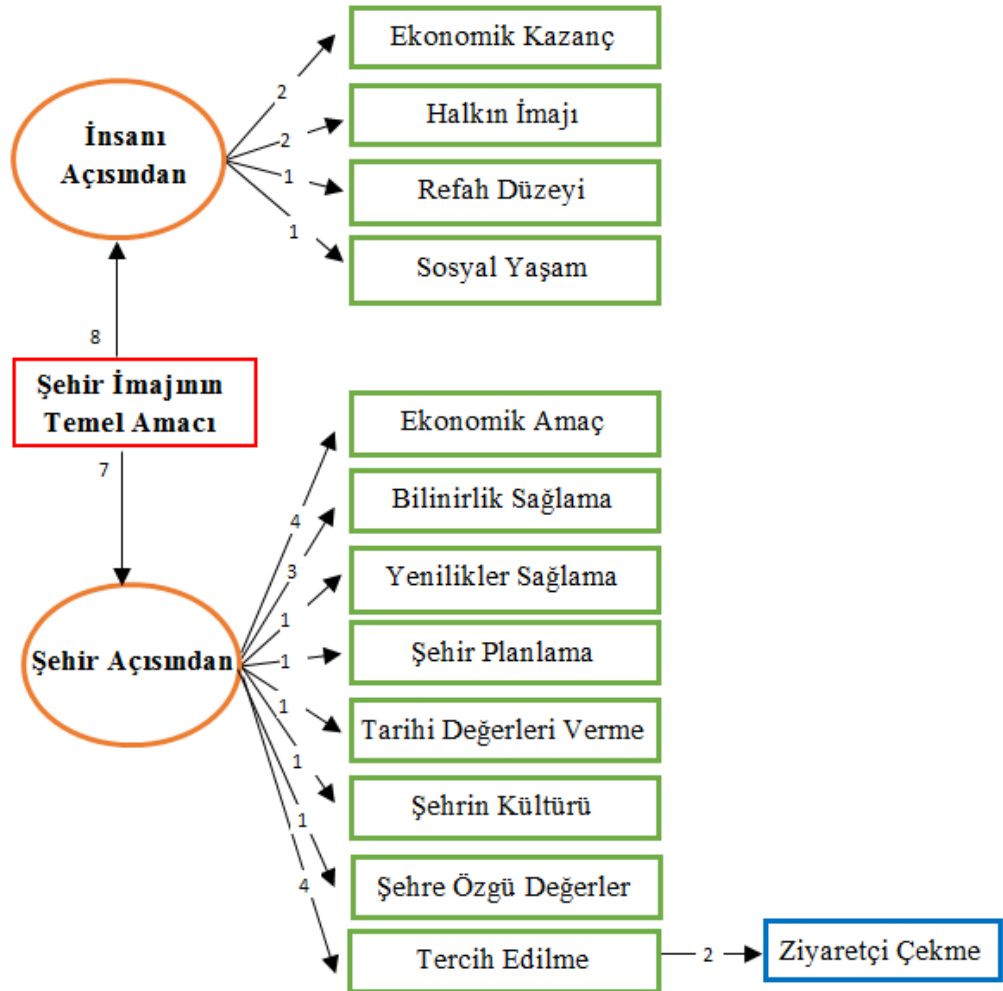 Ekonomik Kazanç
2
İnsanı
Açısından
Halkın İmajı
2
1
Refah Düzeyi
1
Sosyal Yaşam
8
Şehir İmajının
Temel Amacı
7
Ekonomik Amaç
4
Bilinirlik Sağlama
3
Yenilikler Sağlama
1
Şehir Açısından
1
Şehir Planlama
1
Tarihi Değerleri Verme
1
Şehrin Kültürü
1
Şehre Özgü Değerler
4
Tercih Edilme
2
Ziyaretçi Çekme